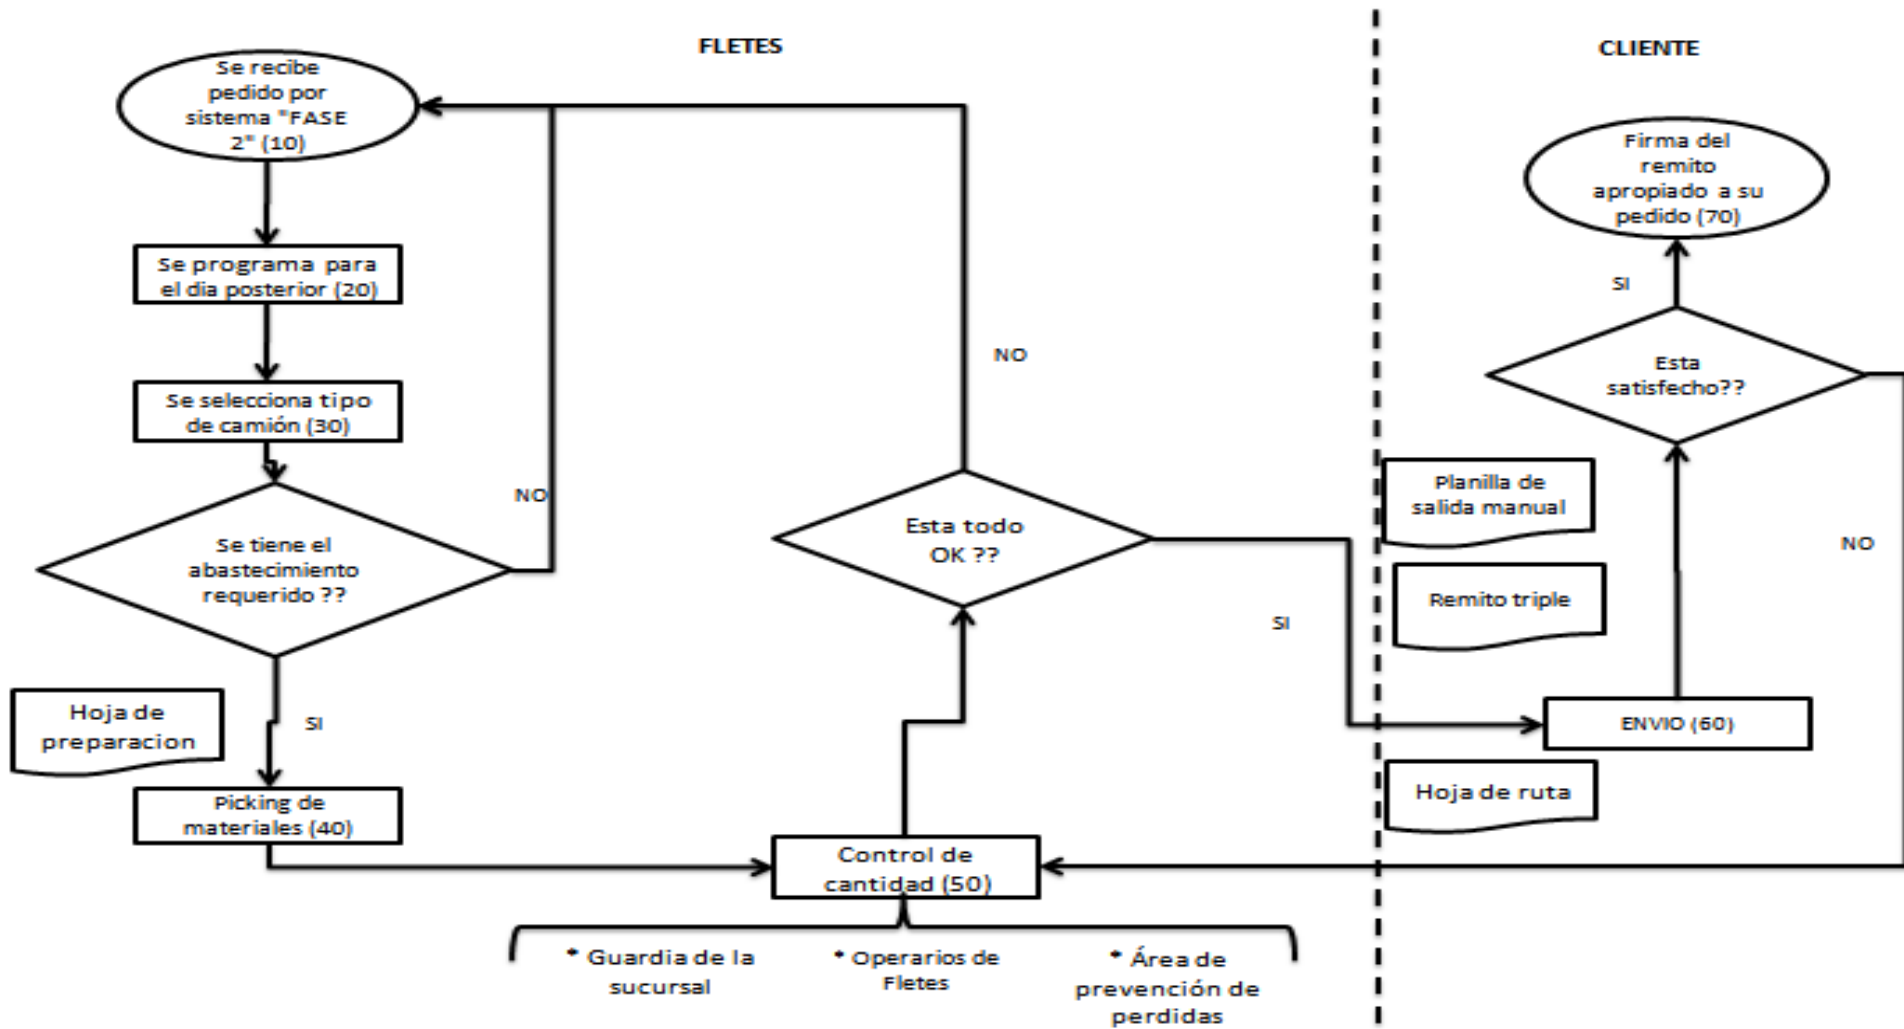 FLETES
CLIENTE
Se recibe
pedido por
sistema "FASE
2" (10)
Se programa para
el dia posterior (20)
Se selecciona tipo
de camión (30)
NO
Se tiene el
abastecimiento
requerido ??
SI
Hoja de
preparacion
Picking de
materiales (40)
NO
Esta todo
OK ??
SI
Control de
cantidad (50)
* Guardia de la
sucursal
* Operarios de
Fletes
* Área de
prevención de
perdidas
Firma del
remito
apropiado a su
pedido (70)
SI
Esta
satisfecho??
NO
Planilla de
salida manual
Remito triple
ENVIO (60)
Hoja de ruta